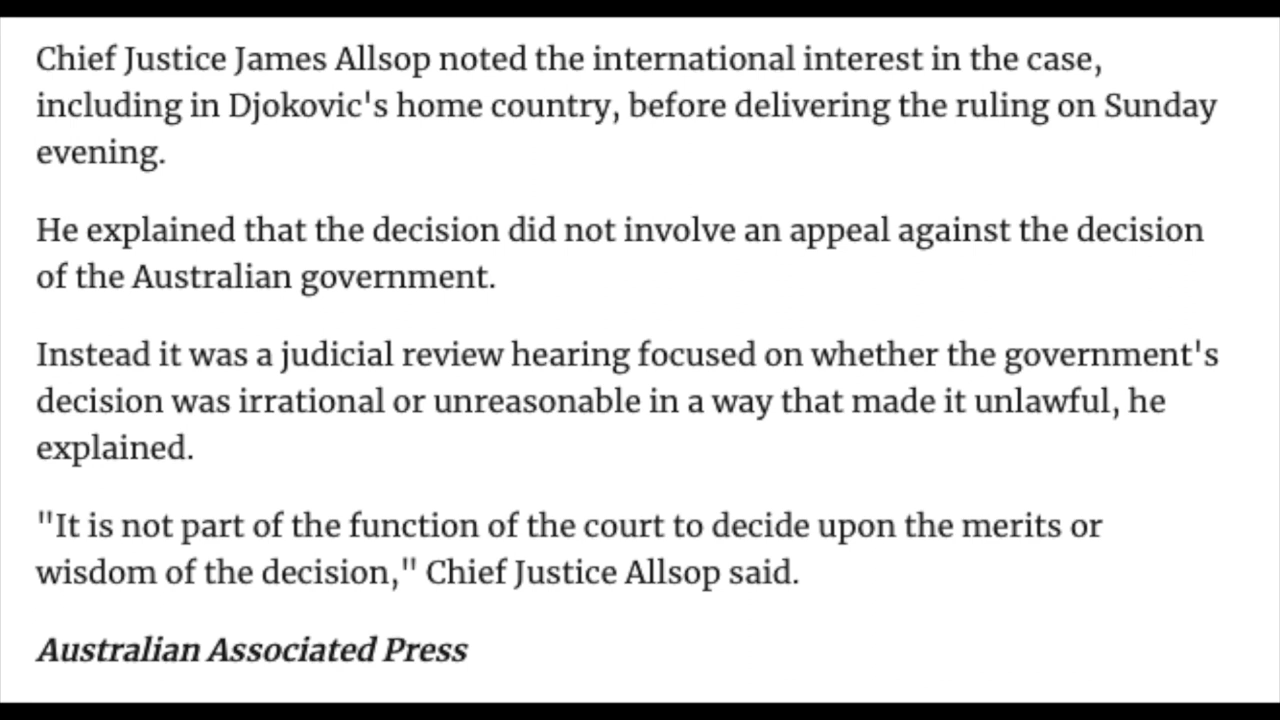 Chief Justice James Allsop noted the international interest in the case,
including in Djokovic's home country, before delivering the ruling on Sunday
evening.
He explained that the decision did not involve an appeal against the decision
of the Australian government.
Instead it was a judicial review hearing focused on whether the government's
decision was irrational or unreasonable in a way that made it unlawful, he
explained.
"It is not part of the function of the court to decide upon the merits or
wisdom of the decision," Chief Justice Allsop said.
Australian Associated Press